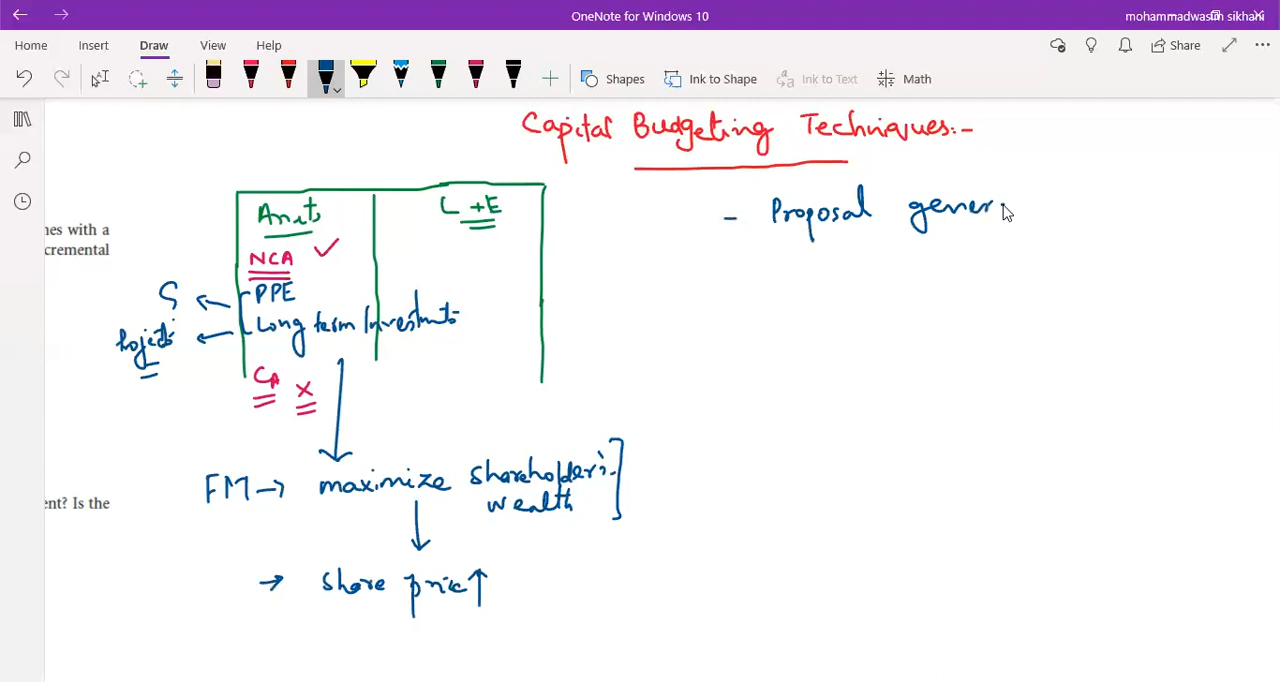 OneNote for Windows 10
mohammadwasim sikhani
Home Insert Draw View Help
Share
Shapes Ink to Shape Ink to Text Math
Capital Budgeting Techniques:-
- Proposal gener
Assets L+E
NCA ✓
nes with a
cremental
PPE
Long term Investments
Projects
CA X
FM → maximize shareholder's
wealth
ent? Is the
→ share price↑